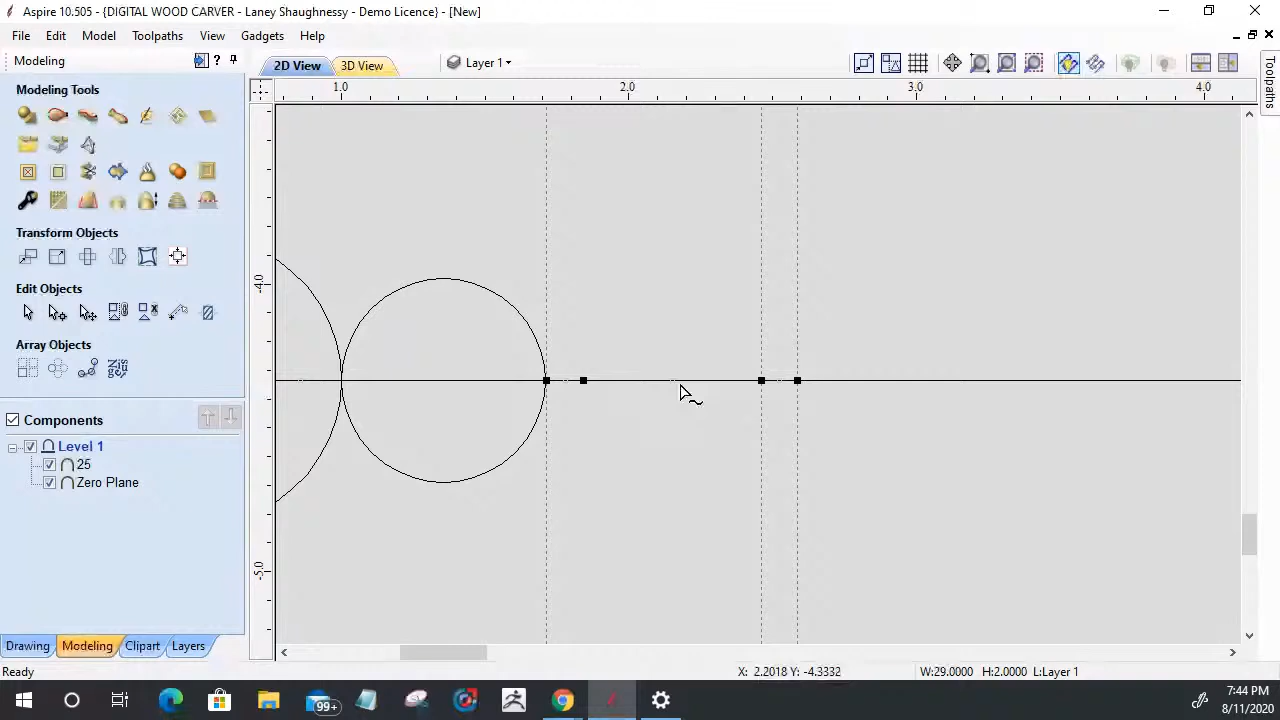 Aspire 10.505 - {DIGITAL WOOD CARVER - Laney Shaughnessy - Demo Licence} - [New]
File Edit Model Toolpaths View Gadgets Help
Modeling
2D View 3D View Layer 1
Toolpaths
1.0 2.0 3.0 4.0
Modeling Tools
Transform Objects
-4.0
Edit Objects
Array Objects
Components
Level 1
25
Zero Plane
-5.0
Drawing Modeling Clipart Layers
Ready X: 2.2018 Y: -4.3332 W:29.0000 H:2.0000 L:Layer 1
99+
7:44 PM
8/11/2020